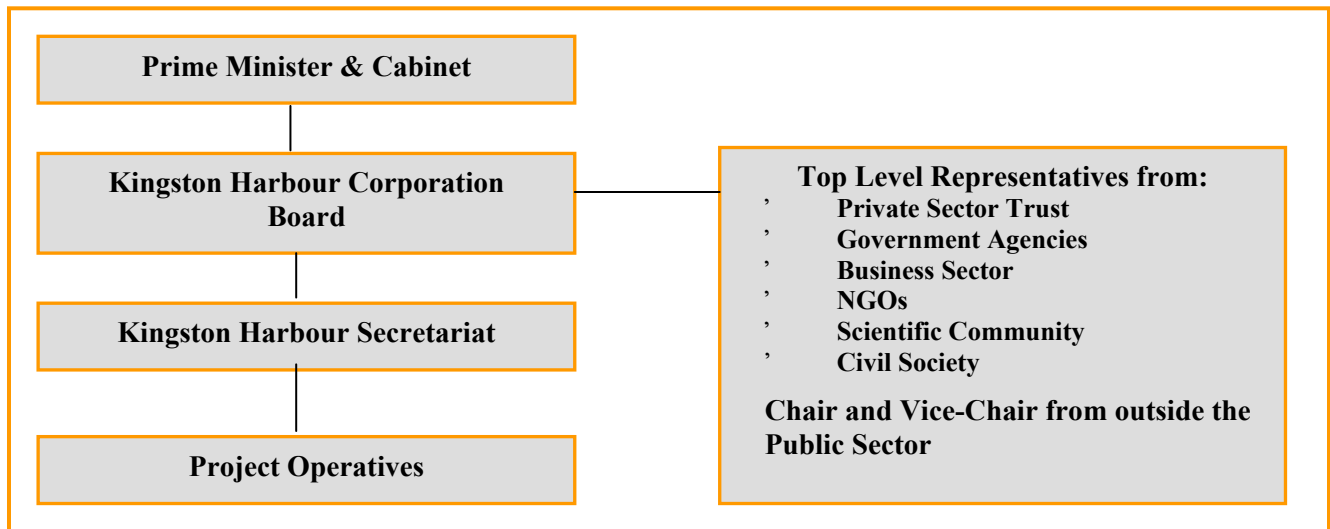 Prime Minister & Cabinet
Kingston Harbour Corporation
Board
Kingston Harbour Secretariat
Project Operatives
Top Level Representatives from:
’ Private Sector Trust
’ Government Agencies
’ Business Sector
’ NGOs
’ Scientific Community
’ Civil Society
Chair and Vice-Chair from outside the
Public Sector